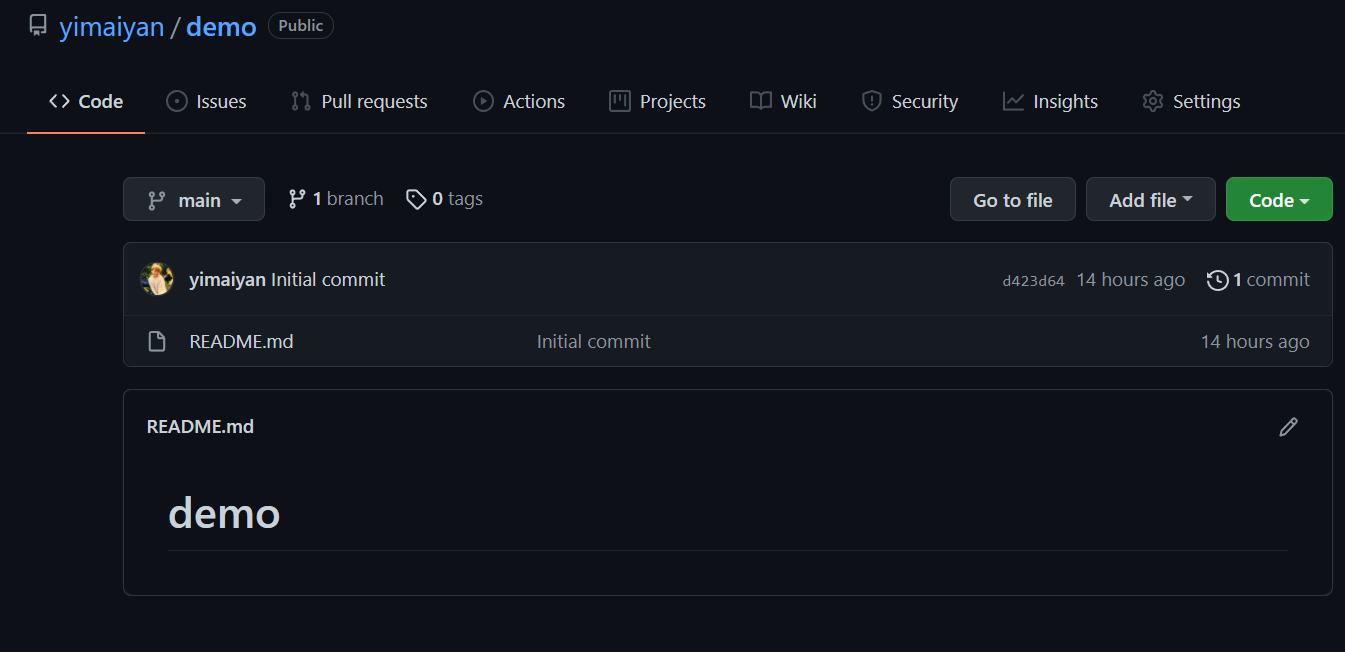 yimaiyan / demo Public
Code Issues Pull requests Actions Projects Wiki Security Insights Settings
main 1 branch 0 tags Go to file Add file Code
yimaiyan Initial commit d423d64 14 hours ago 1 commit
README.md Initial commit 14 hours ago
README.md
demo